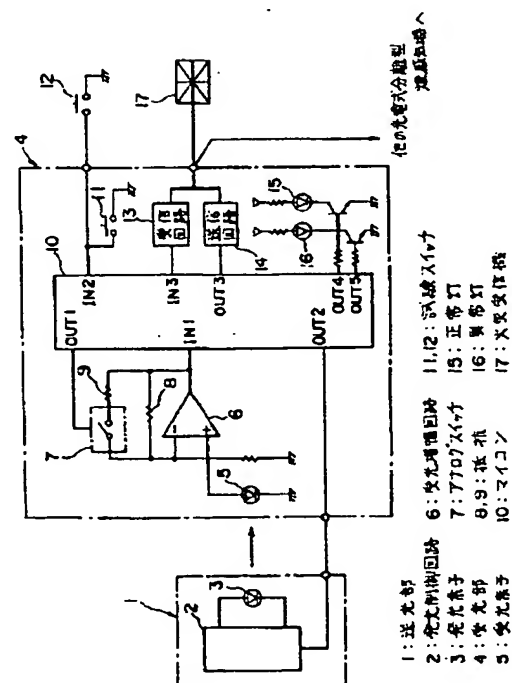 12
4
17
11
10
13
受信回路
送信回路
14
15
16
OUT1
IN2
IN3
OUT3
OUT4
OUT5
IN1
OUT2
9
8
7
6
5
1
2
3
他の光電式分離型
煙感知器へ
1:送光部
2:発光制御回路
3:発光素子
4:受光部
5:受光素子
6:受光増幅回路
7:アナログスイッチ
8,9:抵抗
10:マイコン
11,12:試験スイッチ
15:正常灯
16:異常灯
17:火災受信機